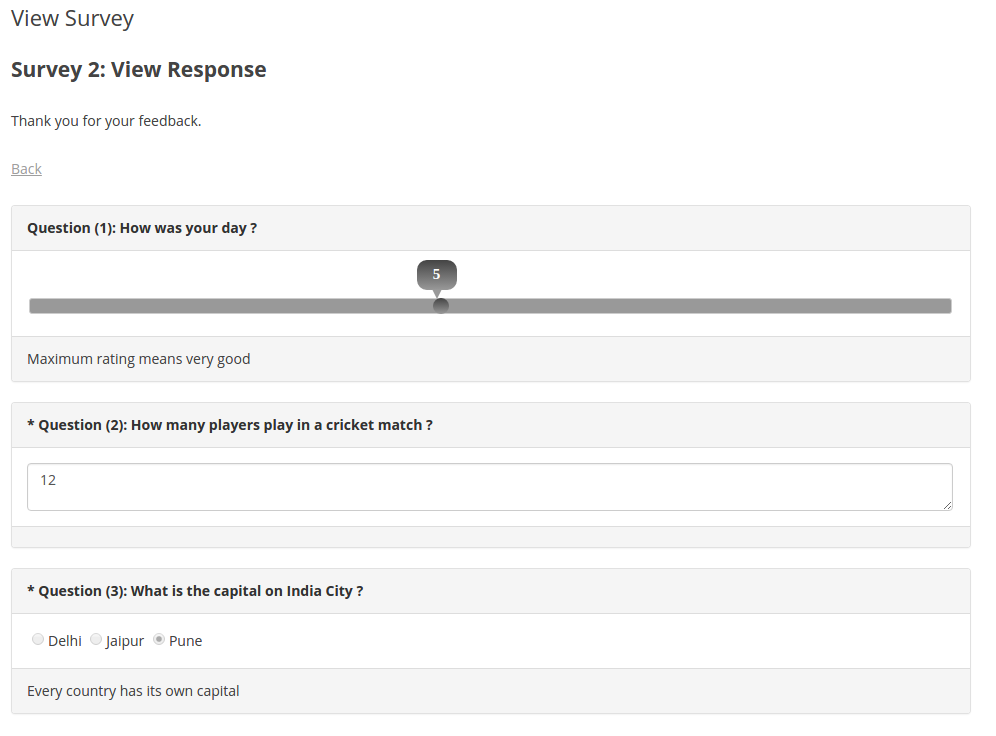 View Survey
Survey 2: View Response
Thank you for your feedback.
Back
Question (1): How was your day ?
5
Maximum rating means very good
* Question (2): How many players play in a cricket match ?
12
* Question (3): What is the capital on India City ?
Delhi Jaipur Pune
Every country has its own capital